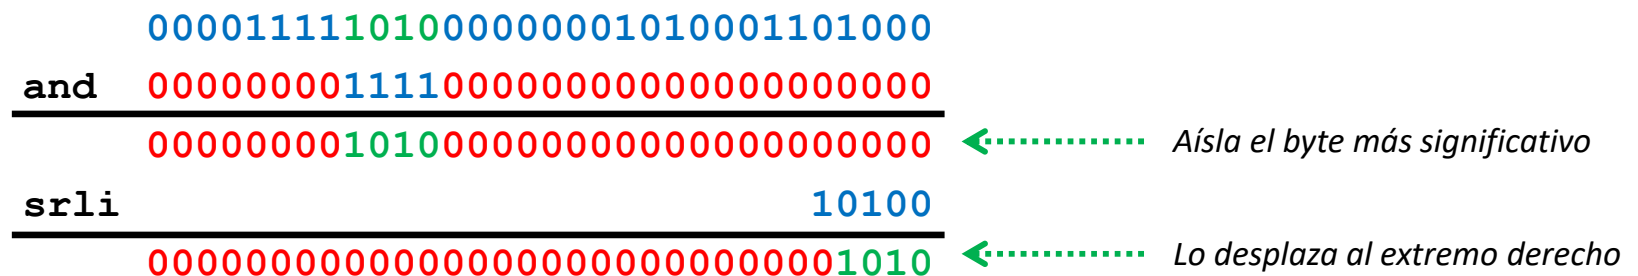 00001111101000000001010001101000
and 00000000111100000000000000000000
00000000101000000000000000000000 Aísla el byte más significativo
srli 10100
00000000000000000000000000001010 Lo desplaza al extremo derecho